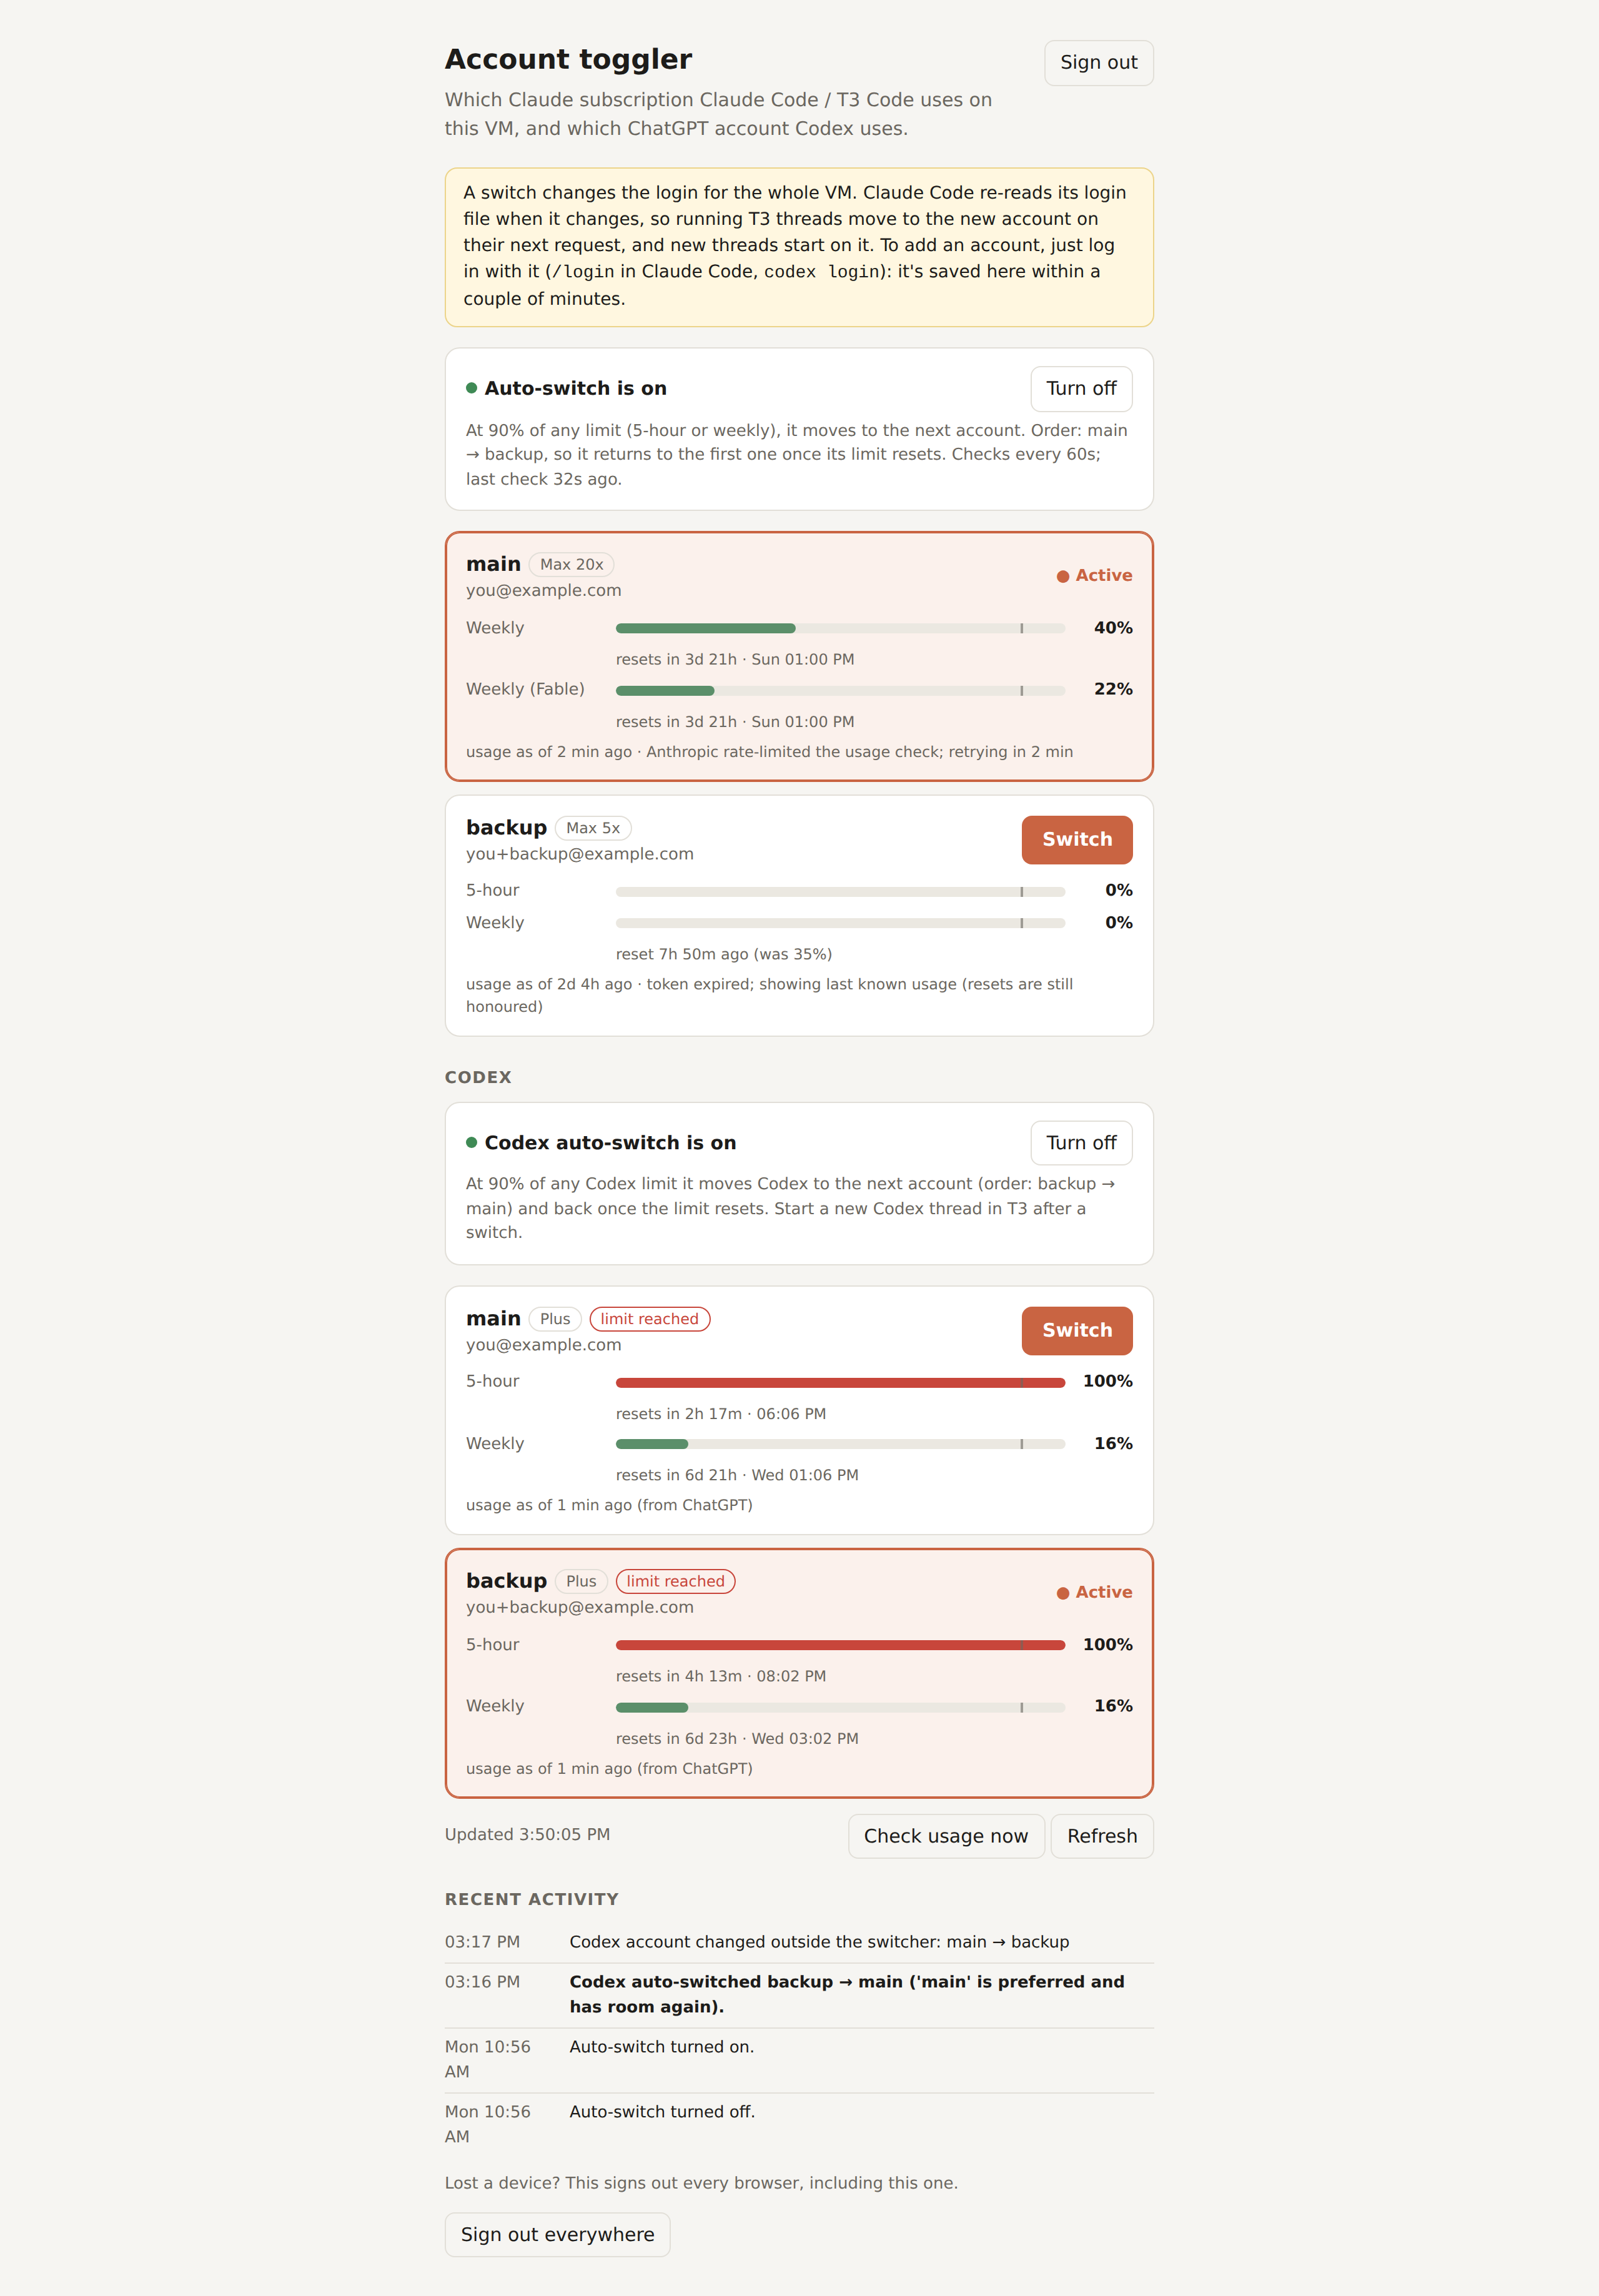 Account toggler
Sign out
Which Claude subscription Claude Code / T3 Code uses on
this VM, and which ChatGPT account Codex uses.
A switch changes the login for the whole VM. Claude Code re-reads its login
file when it changes, so running T3 threads move to the new account on
their next request, and new threads start on it. To add an account, just log
in with it (/login in Claude Code, codex login): it's saved here within a
couple of minutes.
Auto-switch is on
Turn off
At 90% of any limit (5-hour or weekly), it moves to the next account. Order: main
→ backup, so it returns to the first one once its limit resets. Checks every 60s;
last check 32s ago.
main Max 20x
you@example.com
Active
Weekly 40%
resets in 3d 21h · Sun 01:00 PM
Weekly (Fable) 22%
resets in 3d 21h · Sun 01:00 PM
usage as of 2 min ago · Anthropic rate-limited the usage check; retrying in 2 min
backup Max 5x
you+backup@example.com
Switch
5-hour 0%
Weekly 0%
reset 7h 50m ago (was 35%)
usage as of 2d 4h ago · token expired; showing last known usage (resets are still
honoured)
CODEX
Codex auto-switch is on
Turn off
At 90% of any Codex limit it moves Codex to the next account (order: backup →
main) and back once the limit resets. Start a new Codex thread in T3 after a
switch.
main Plus limit reached
you@example.com
Switch
5-hour 100%
resets in 2h 17m · 06:06 PM
Weekly 16%
resets in 6d 21h · Wed 01:06 PM
usage as of 1 min ago (from ChatGPT)
backup Plus limit reached
you+backup@example.com
Active
5-hour 100%
resets in 4h 13m · 08:02 PM
Weekly 16%
resets in 6d 23h · Wed 03:02 PM
usage as of 1 min ago (from ChatGPT)
Updated 3:50:05 PM
Check usage now
Refresh
RECENT ACTIVITY
03:17 PM Codex account changed outside the switcher: main → backup
03:16 PM Codex auto-switched backup → main ('main' is preferred and
has room again).
Mon 10:56 Auto-switch turned on.
AM
Mon 10:56 Auto-switch turned off.
AM
Lost a device? This signs out every browser, including this one.
Sign out everywhere